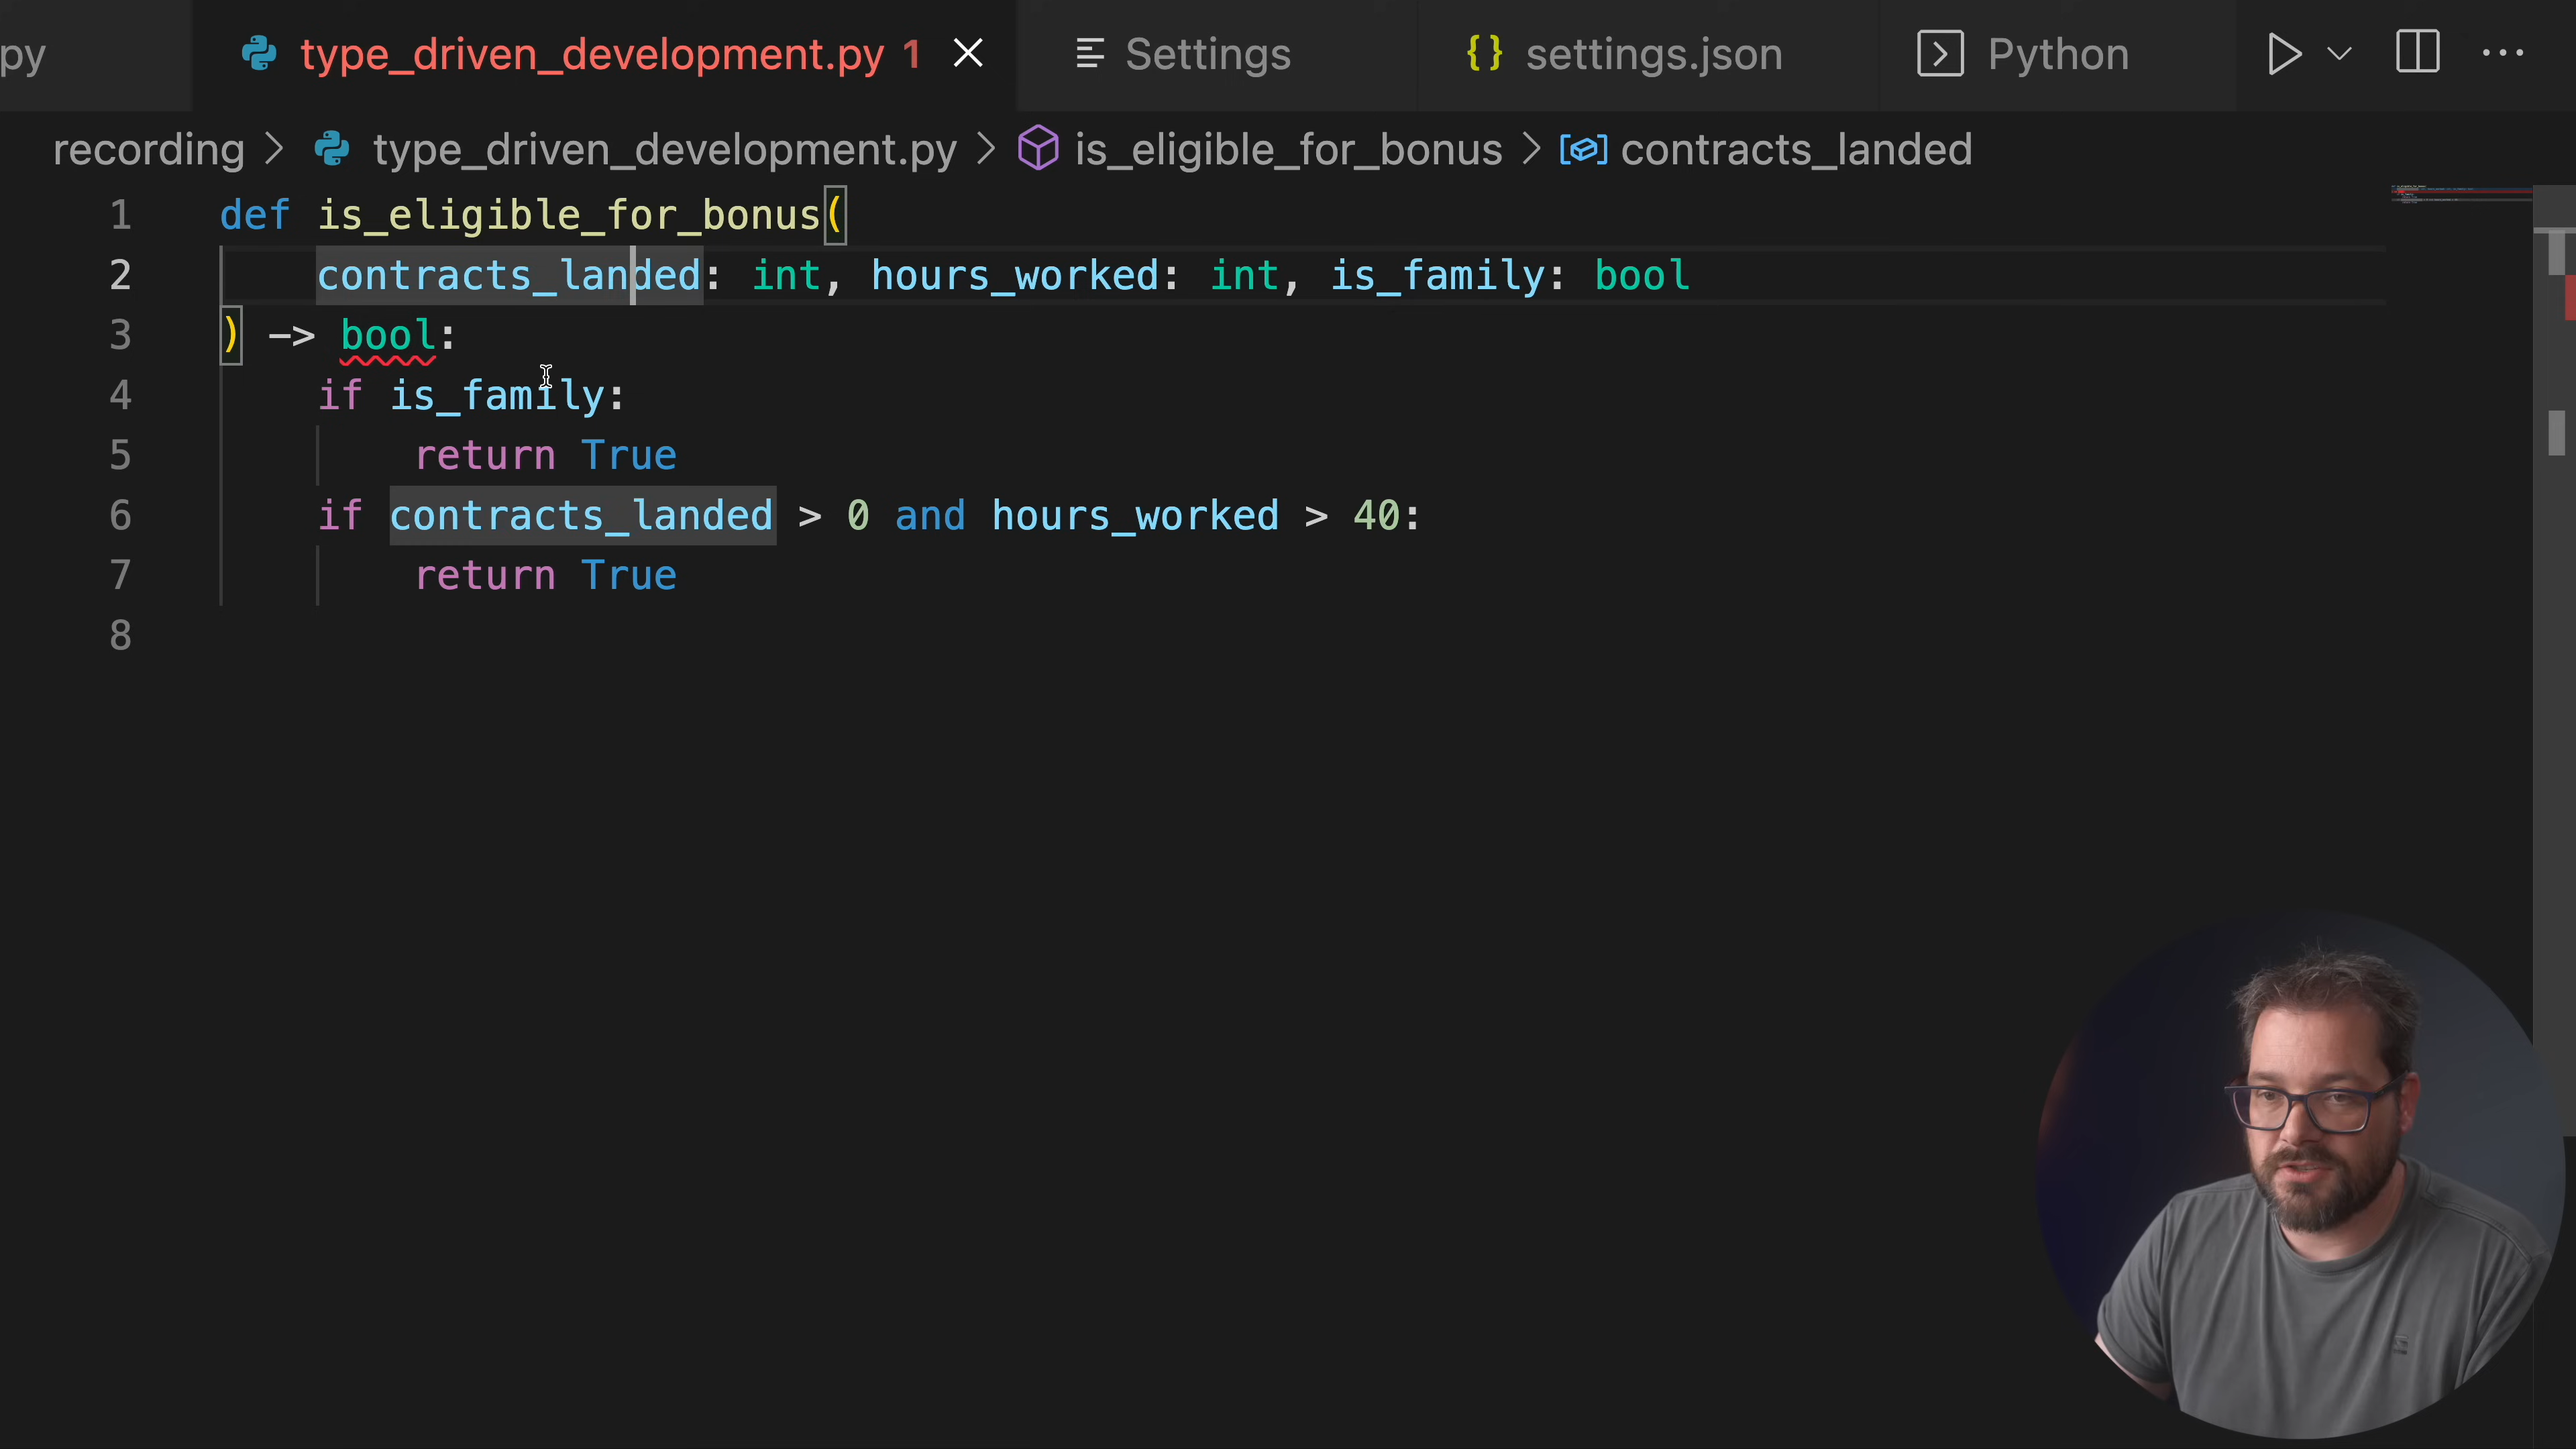 py
type_driven_development.py 1
Settings
{} settings.json
Python
recording > type_driven_development.py > is_eligible_for_bonus > contracts_landed
1 def is_eligible_for_bonus(
2     contracts_landed: int, hours_worked: int, is_family: bool
3 ) -> bool:
4     if is_family:
5         return True
6     if contracts_landed > 0 and hours_worked > 40:
7         return True
8